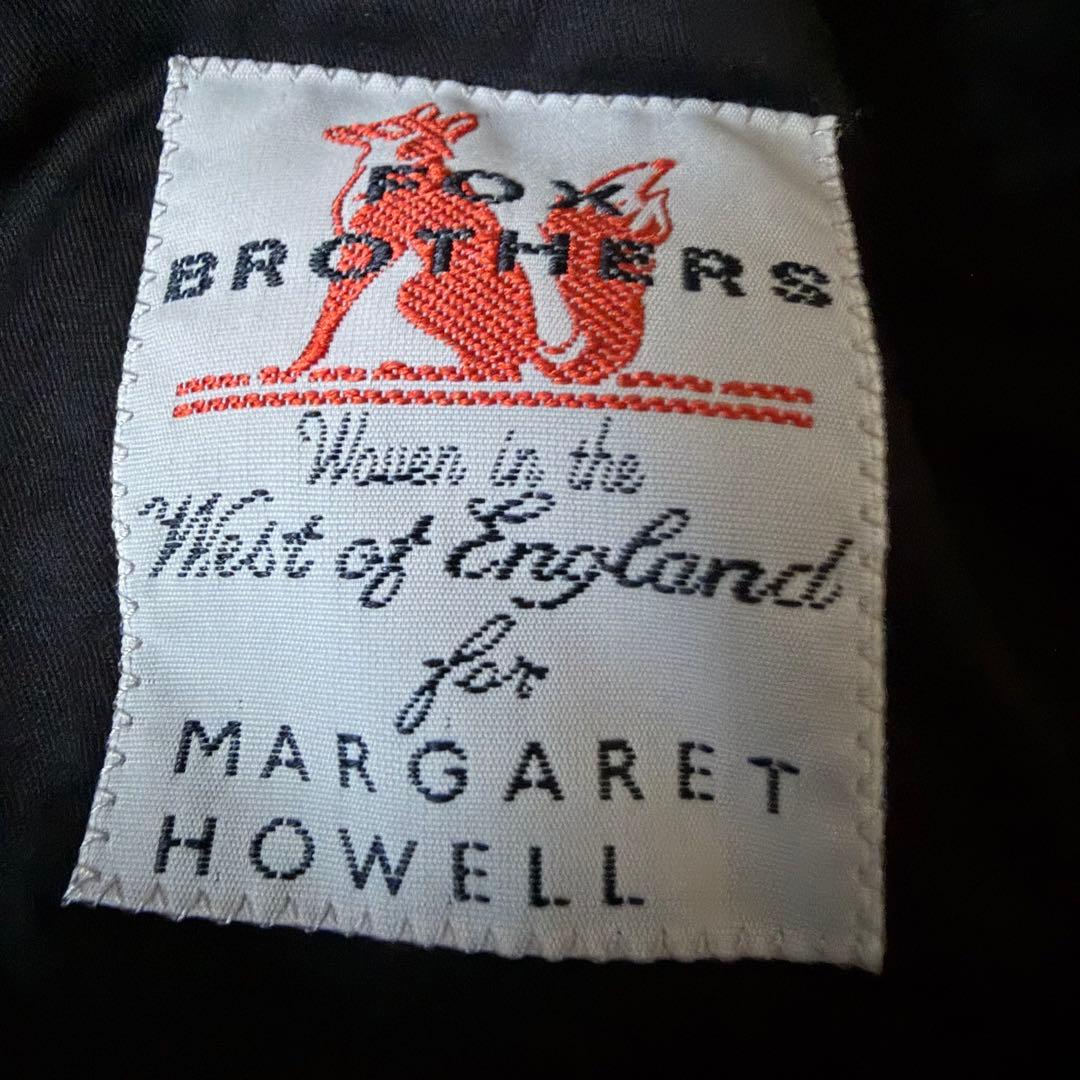 FOX
BROTHERS
Woven in the
West of England
for
MARGARET
HOWELL